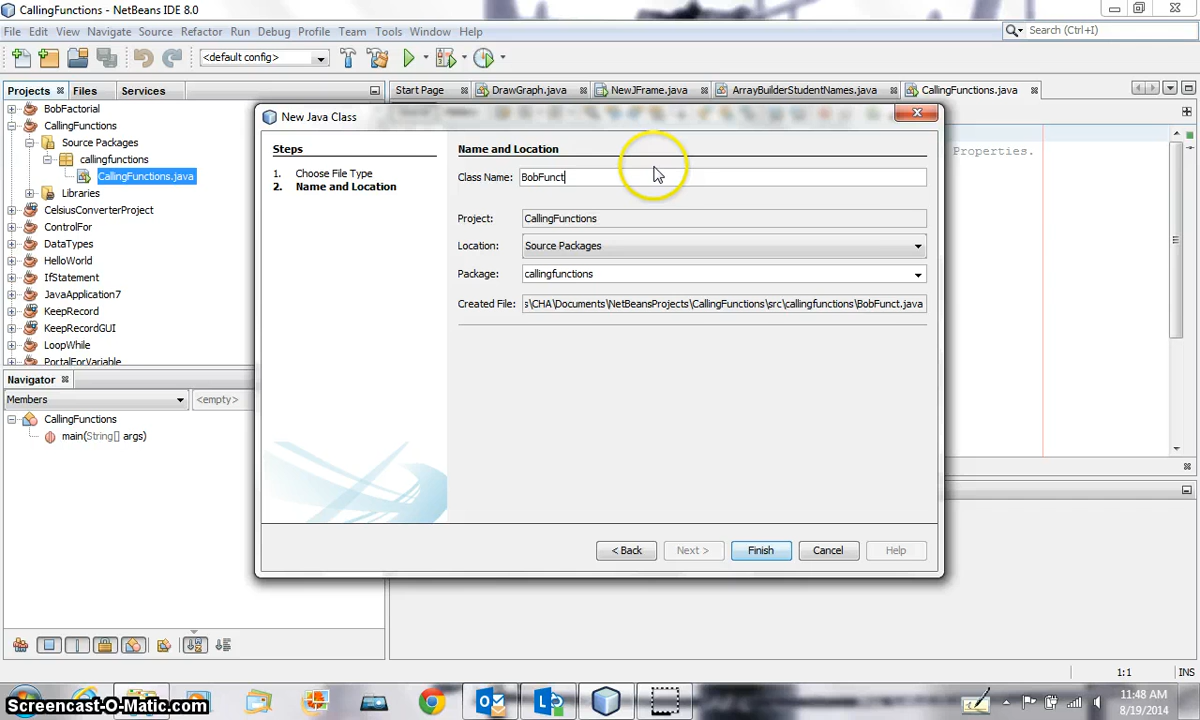 CallingFunctions - NetBeans IDE 8.0
File Edit View Navigate Source Refactor Run Debug Profile Team Tools Window Help
Search (Ctrl+I)
<default config>
Projects Files Services
Start Page DrawGraph.java NewJFrame.java ArrayBuilderStudentNames.java CallingFunctions.java
BobFactorial
CallingFunctions
Source Packages
callingfunctions
CallingFunctions.java
Libraries
CelsiusConverterProject
ControlFor
DataTypes
HelloWorld
IfStatement
JavaApplication7
KeepRecord
KeepRecordGUI
LoopWhile
PortalForVariable
Navigator
Members <empty>
CallingFunctions
main(String[] args)
New Java Class
Steps
1. Choose File Type
2. Name and Location
Name and Location
Class Name: BobFunct
Project: CallingFunctions
Location: Source Packages
Package: callingfunctions
Created File: s\CHA\Documents\NetBeansProjects\CallingFunctions\src\callingfunctions\BobFunct.java
< Back Next > Finish Cancel Help
Properties.
1:1 INS
Screencast-O-Matic.com
11:48 AM
8/19/2014